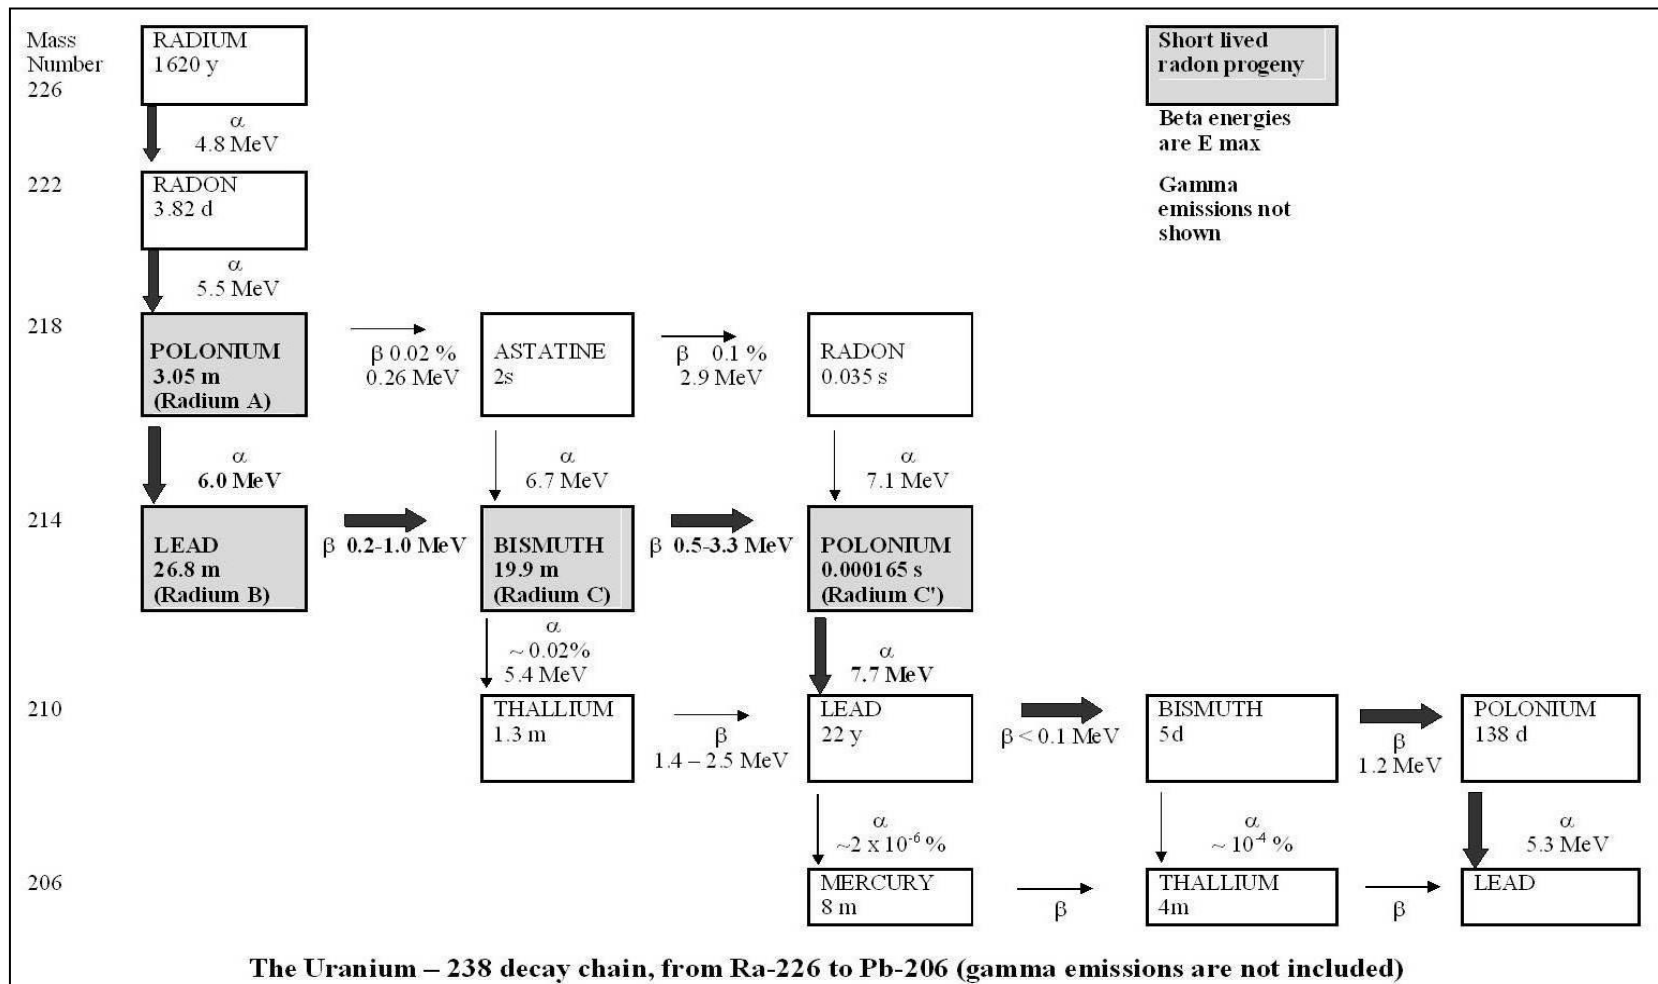 Mass
Number
226
RADIUM
1620 y
Short lived
radon progeny
Beta energies
are E max
Gamma
emissions not
shown
α
4.8 MeV
222
RADON
3.82 d
α
5.5 MeV
218
POLONIUM
3.05 m
(Radium A)
β 0.02 %
0.26 MeV
ASTATINE
2s
β 0.1 %
2.9 MeV
RADON
0.035 s
α
6.0 MeV
α
6.7 MeV
α
7.1 MeV
214
LEAD
26.8 m
(Radium B)
β 0.2-1.0 MeV
BISMUTH
19.9 m
(Radium C)
β 0.5-3.3 MeV
POLONIUM
0.000165 s
(Radium C')
α
~ 0.02%
5.4 MeV
α
7.7 MeV
210
THALLIUM
1.3 m
β
1.4 – 2.5 MeV
LEAD
22 y
β < 0.1 MeV
BISMUTH
5d
β
1.2 MeV
POLONIUM
138 d
α
~2 x 10⁻⁶ %
α
~ 10⁻⁴ %
α
5.3 MeV
206
MERCURY
8 m
β
THALLIUM
4m
β
LEAD
The Uranium – 238 decay chain, from Ra-226 to Pb-206 (gamma emissions are not included)